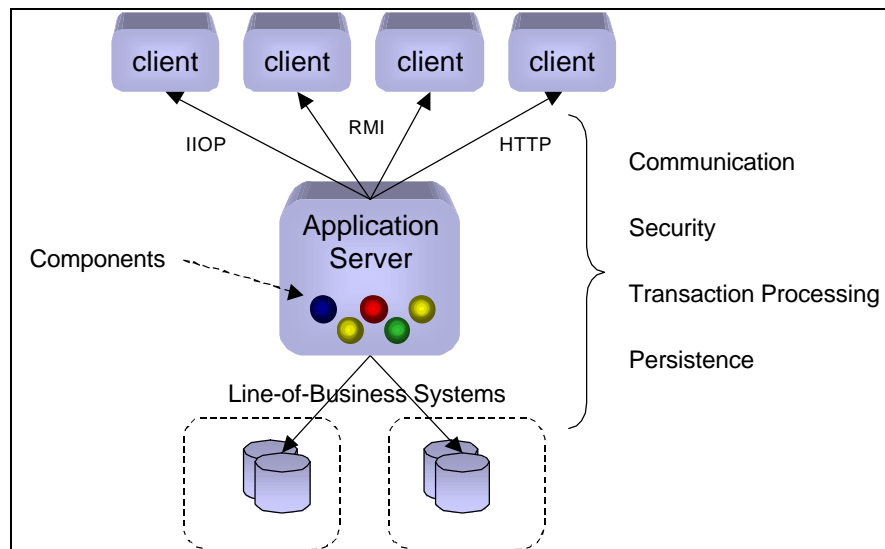 client client client client
IIOP RMI HTTP
Communication
Application
Server
Security
Components
Transaction Processing
Persistence
Line-of-Business Systems